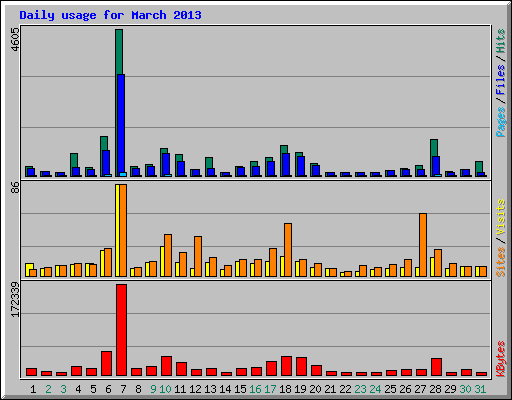 Daily usage for March 2013
4605
Pages / Files / Hits
86
Sites / Visits
172339
KBytes
1 2 3 4 5 6 7 8 9 10 11 12 13 14 15 16 17 18 19 20 21 22 23 24 25 26 27 28 29 30 31